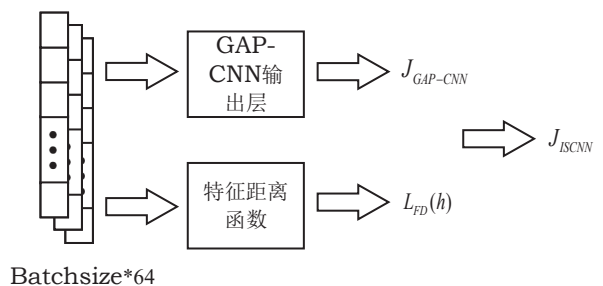 GAP-
CNN输
出层
J_{GAP-CNN}
J_{ISCNN}
特征距离
函数
L_{FD}(h)
Batchsize*64